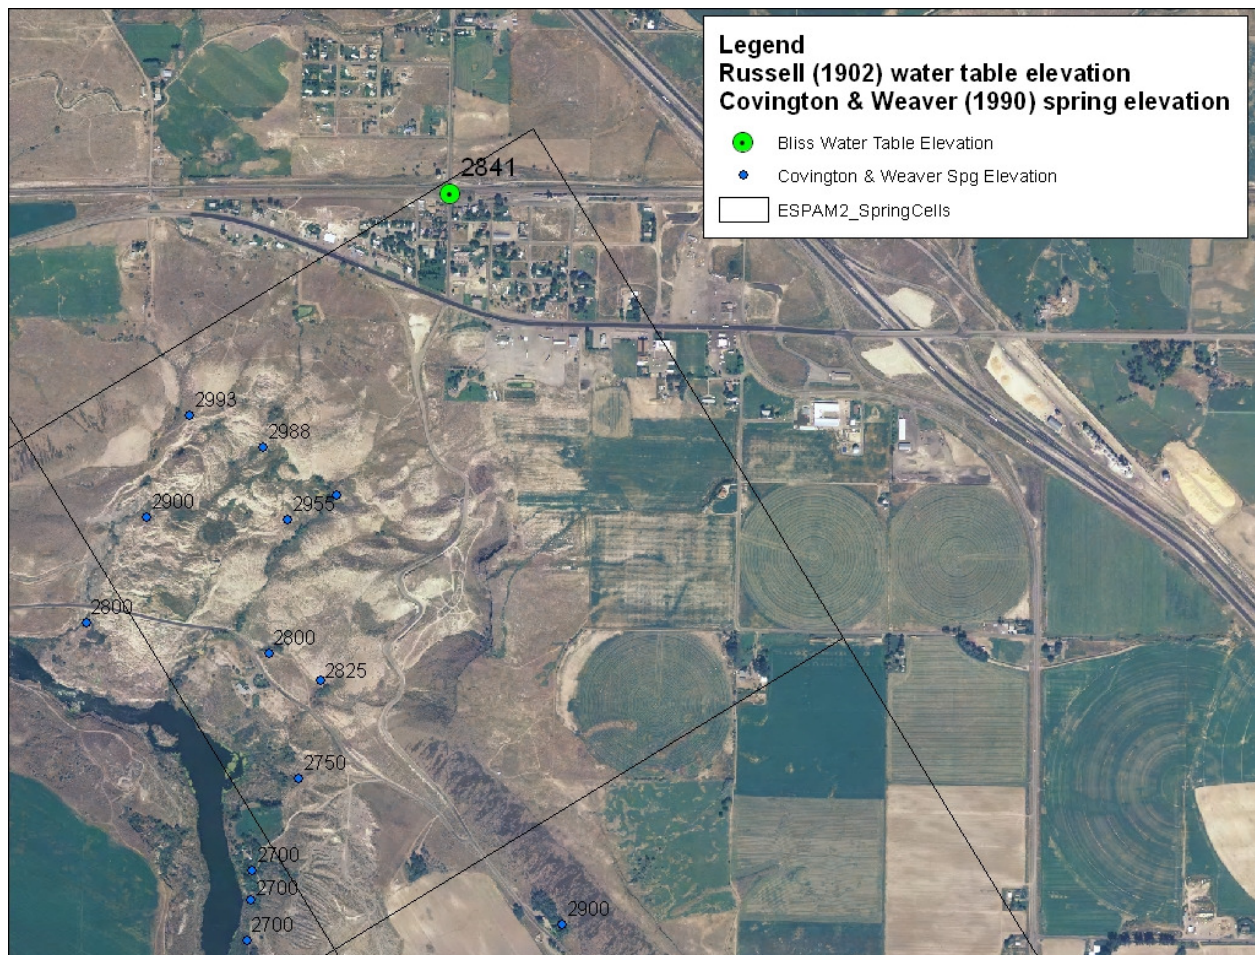 Legend
Russell (1902) water table elevation
Covington & Weaver (1990) spring elevation
Bliss Water Table Elevation
Covington & Weaver Spg Elevation
ESPAM2_SpringCells
2841
2993
2988
2955
2900
2800
2800
2825
2750
2700
2700
2700
2900